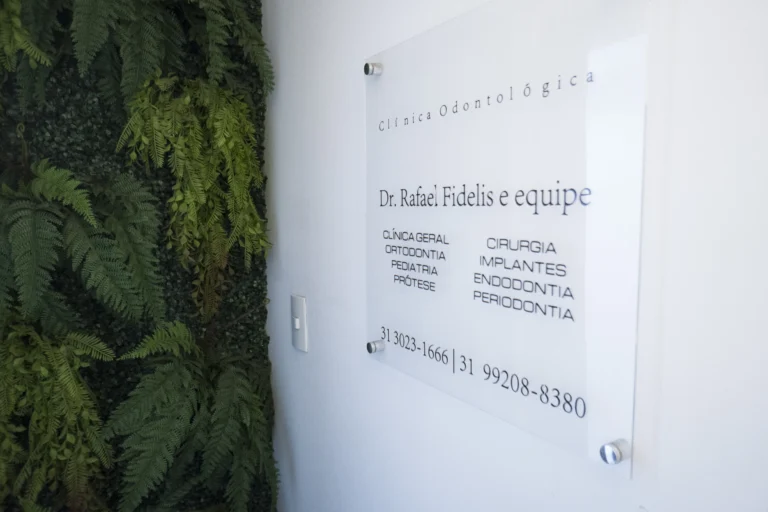 Clínica Odontológica
Dr. Rafael Fidelis e equipe
CLÍNICA GERAL
ORTODONTIA
PEDIATRIA
PRÓTESE
CIRURGIA
IMPLANTES
ENDODONTIA
PERIODONTIA
31 3023-1666 | 31 99208-8380